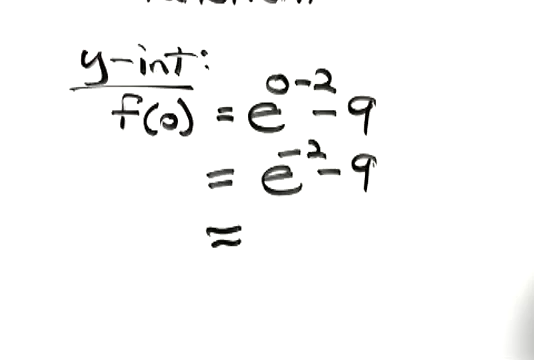 y-int:
f(0) = e^{0-2} - 9
= e^{-2} - 9
≈